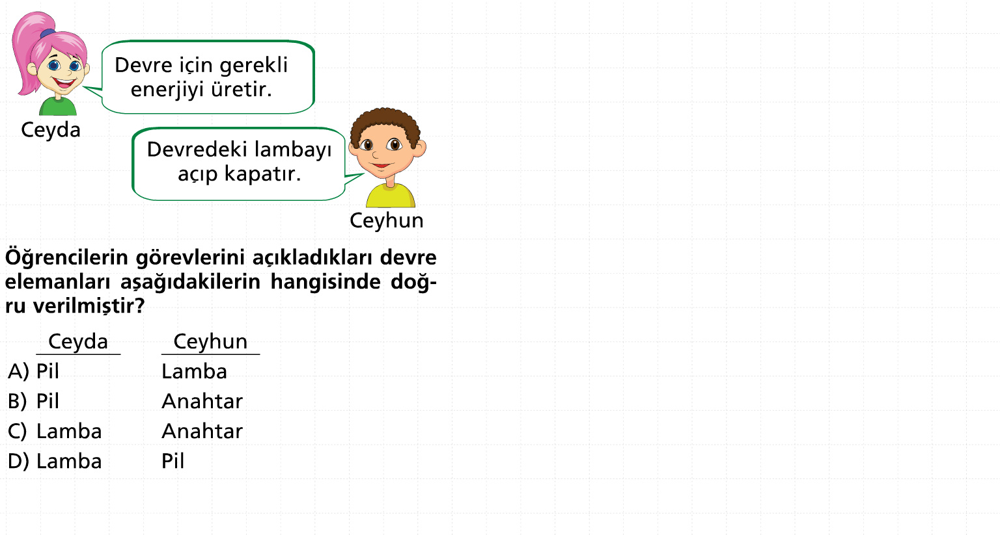 Devre için gerekli
enerjiyi üretir.
Ceyda
Devredeki lambayı
açıp kapatır.
Ceyhun
Öğrencilerin görevlerini açıkladıkları devre
elemanları aşağıdakilerin hangisinde doğ-
ru verilmiştir?
Ceyda Ceyhun
A) Pil Lamba
B) Pil Anahtar
C) Lamba Anahtar
D) Lamba Pil